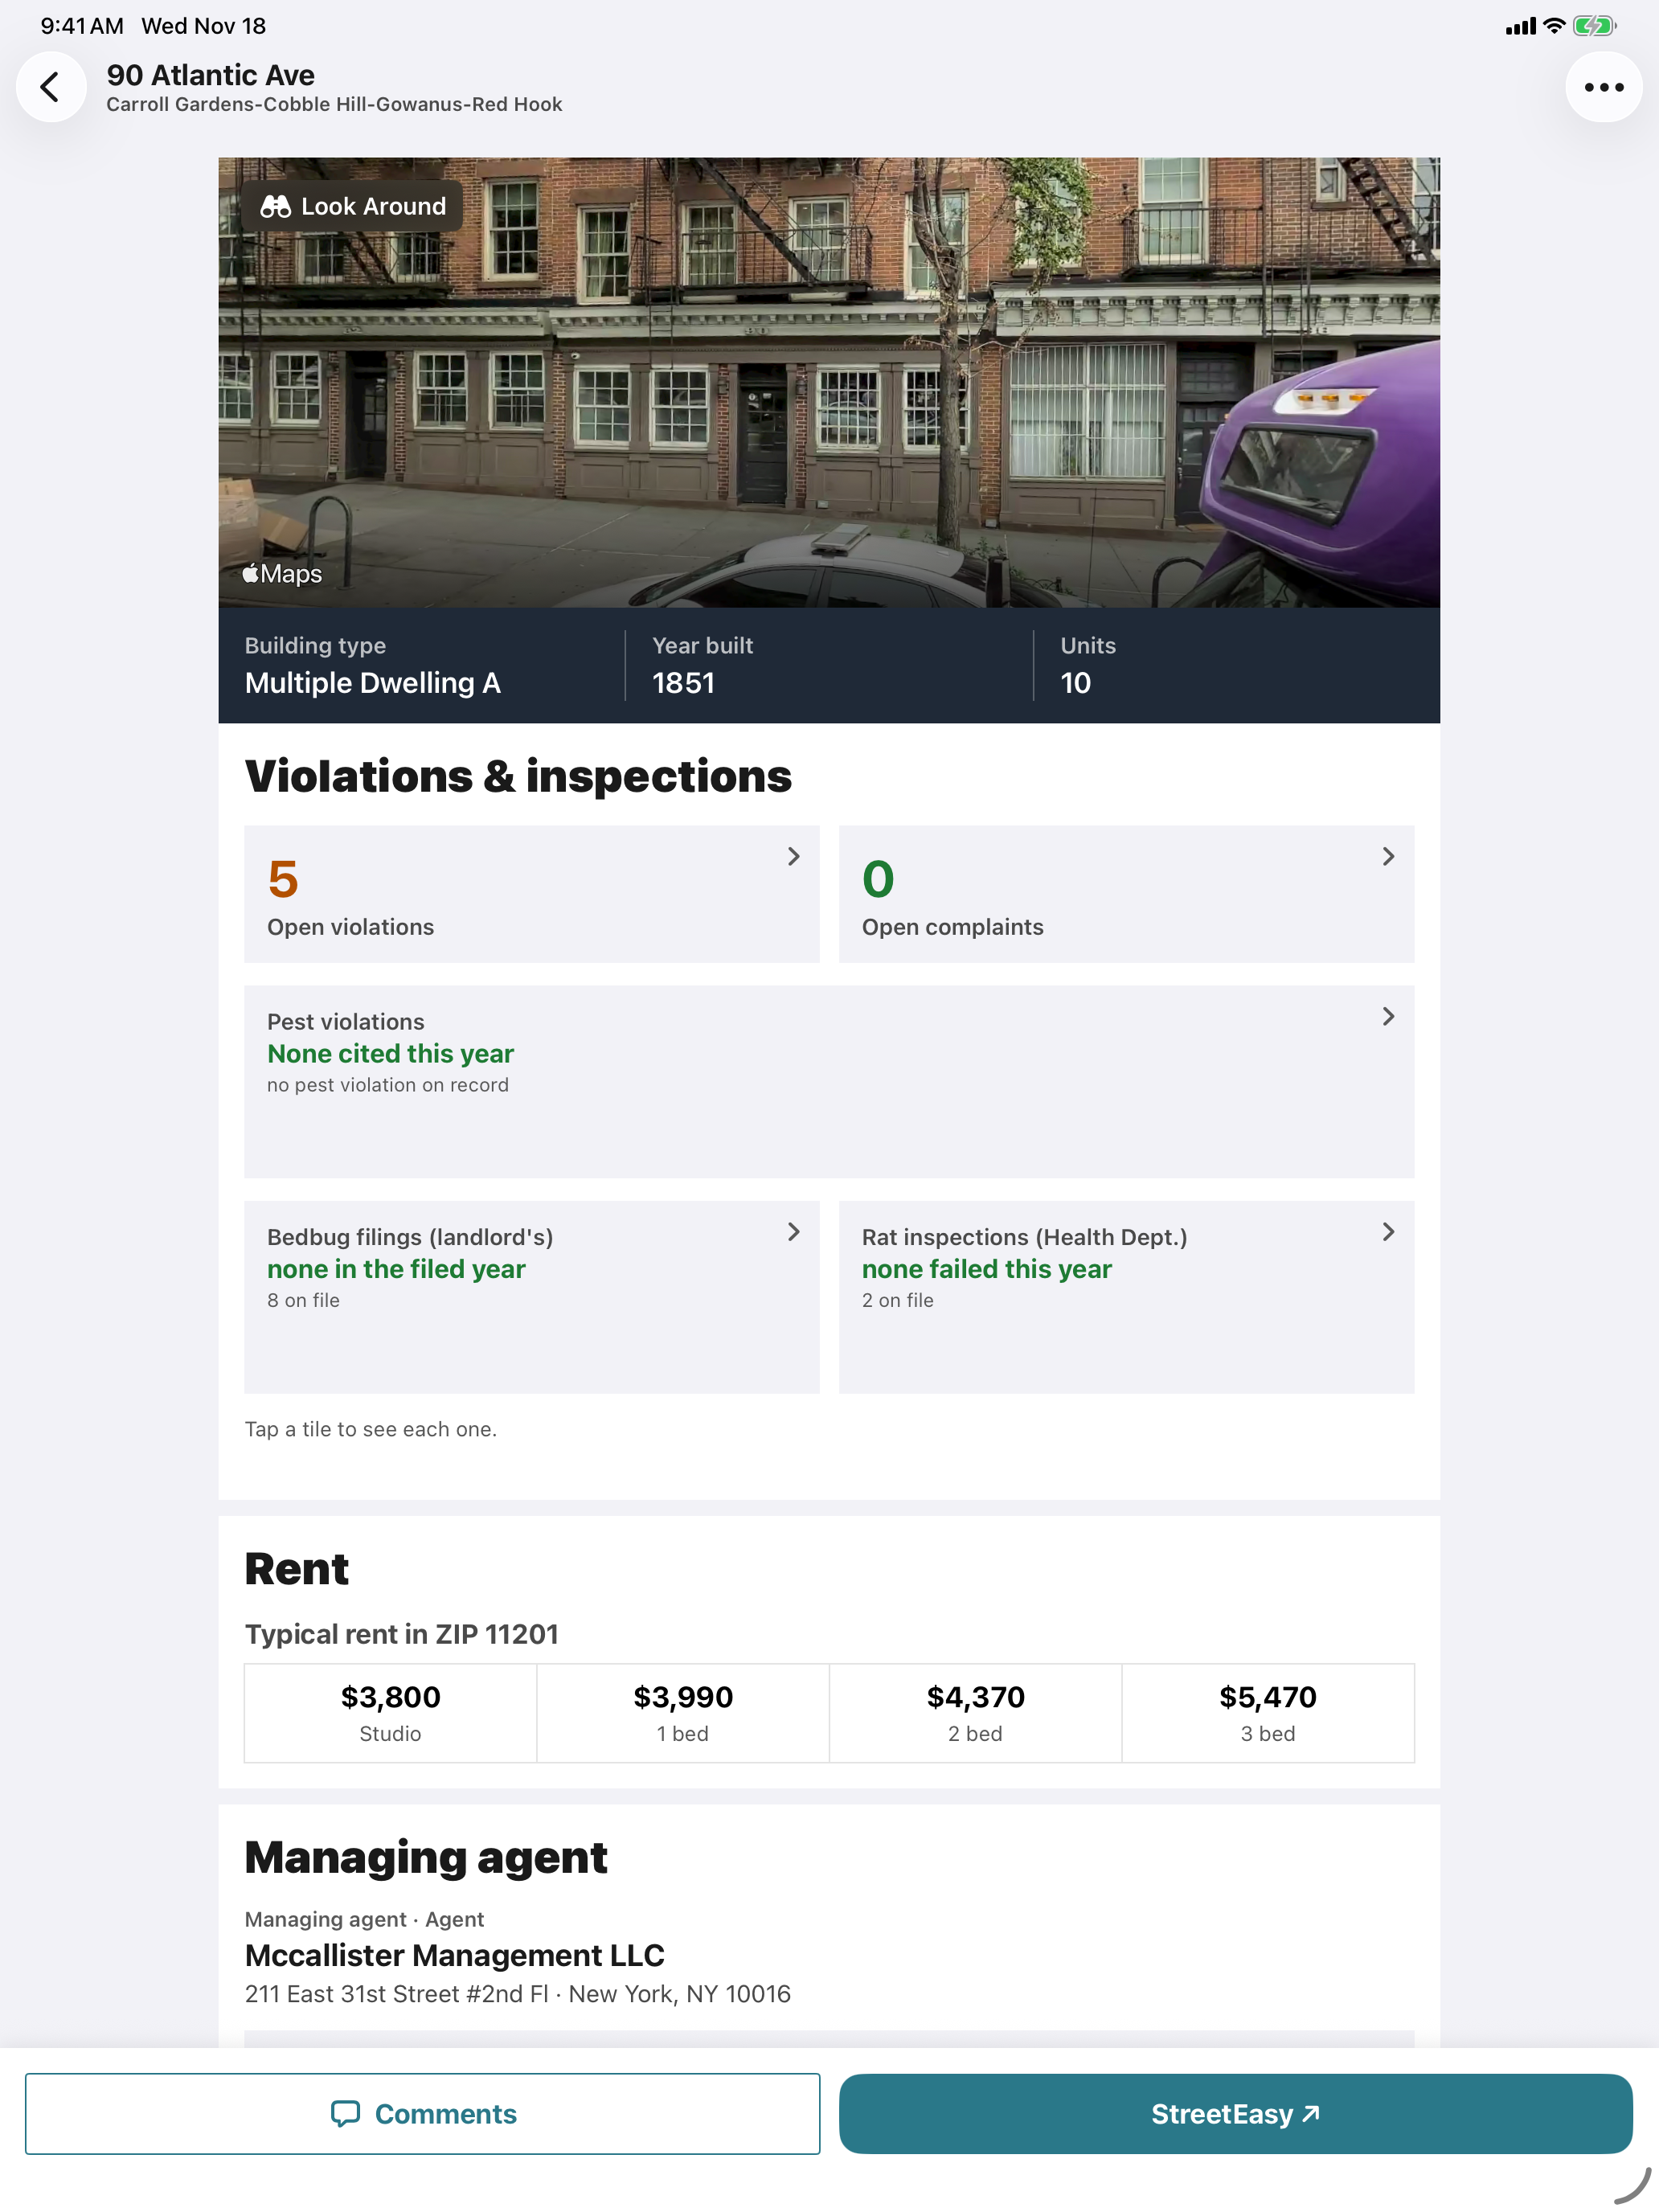 9:41 AM Wed Nov 18
90 Atlantic Ave
Carroll Gardens-Cobble Hill-Gowanus-Red Hook
Look Around
Maps
Building type
Multiple Dwelling A
Year built
1851
Units
10
Violations & inspections
5
Open violations
0
Open complaints
Pest violations
None cited this year
no pest violation on record
Bedbug filings (landlord's)
none in the filed year
8 on file
Rat inspections (Health Dept.)
none failed this year
2 on file
Tap a tile to see each one.
Rent
Typical rent in ZIP 11201
$3,800
Studio
$3,990
1 bed
$4,370
2 bed
$5,470
3 bed
Managing agent
Managing agent · Agent
Mccallister Management LLC
211 East 31st Street #2nd Fl · New York, NY 10016
Comments
StreetEasy